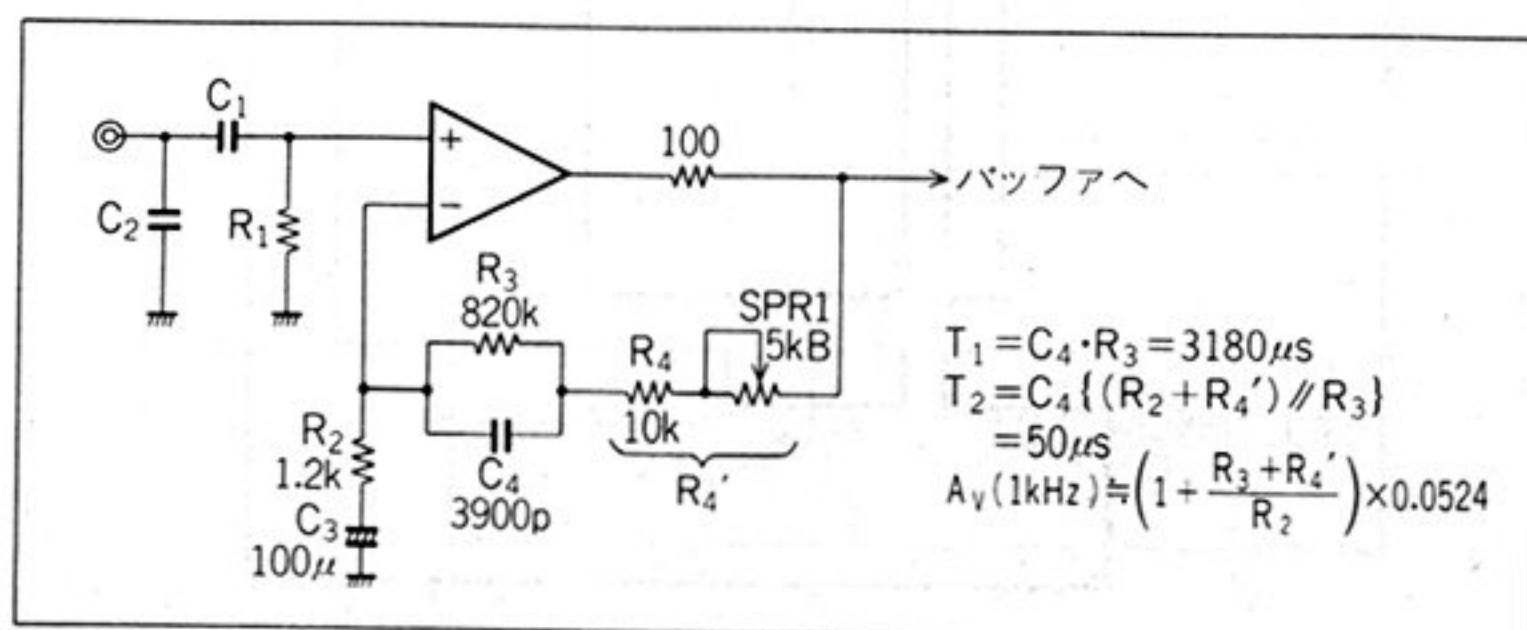 C₁
C₂
R₁
+
−
100
バッファへ
R₃
820k
C₄
3900p
R₄
10k
SPR1
5kB
R₄′
R₂
1.2k
C₃
100μ
T₁=C₄·R₃=3180μs
T₂=C₄{(R₂+R₄′)//R₃}
=50μs
Aᵥ(1kHz)≒(1+(R₃+R₄′)/R₂)×0.0524